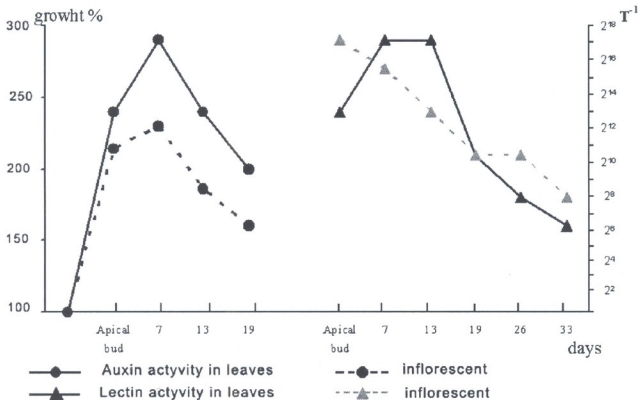 growht %
T⁻¹
300
250
200
150
100
2¹⁸
2¹⁶
2¹⁴
2¹²
2¹⁰
2⁸
2⁶
2⁴
2²
Apical bud 7 13 19
Apical bud 7 13 19 26 33
days
Auxin actyvity in leaves
inflorescent
Lectin actyvity in leaves
inflorescent